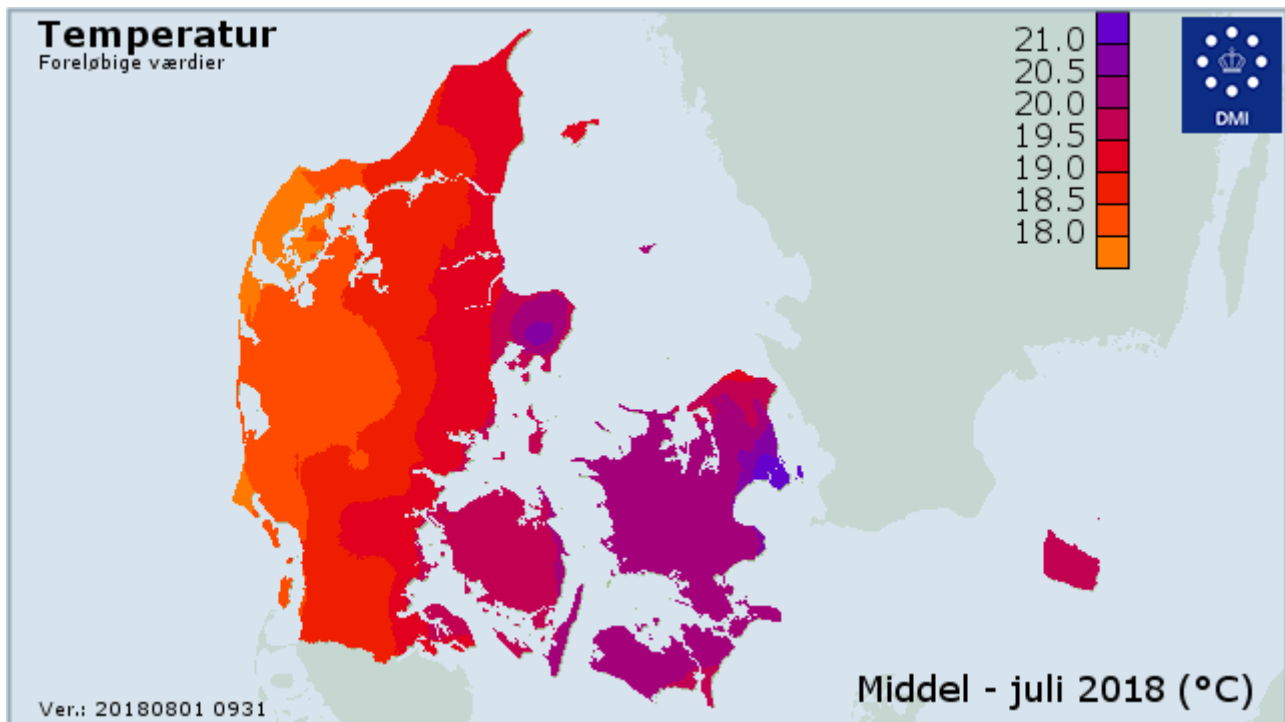 Temperatur
Foreløbige værdier
21.0
20.5
20.0
19.5
19.0
18.5
18.0
DMI
Middel - juli 2018 (°C)
Ver.: 20180801 0931